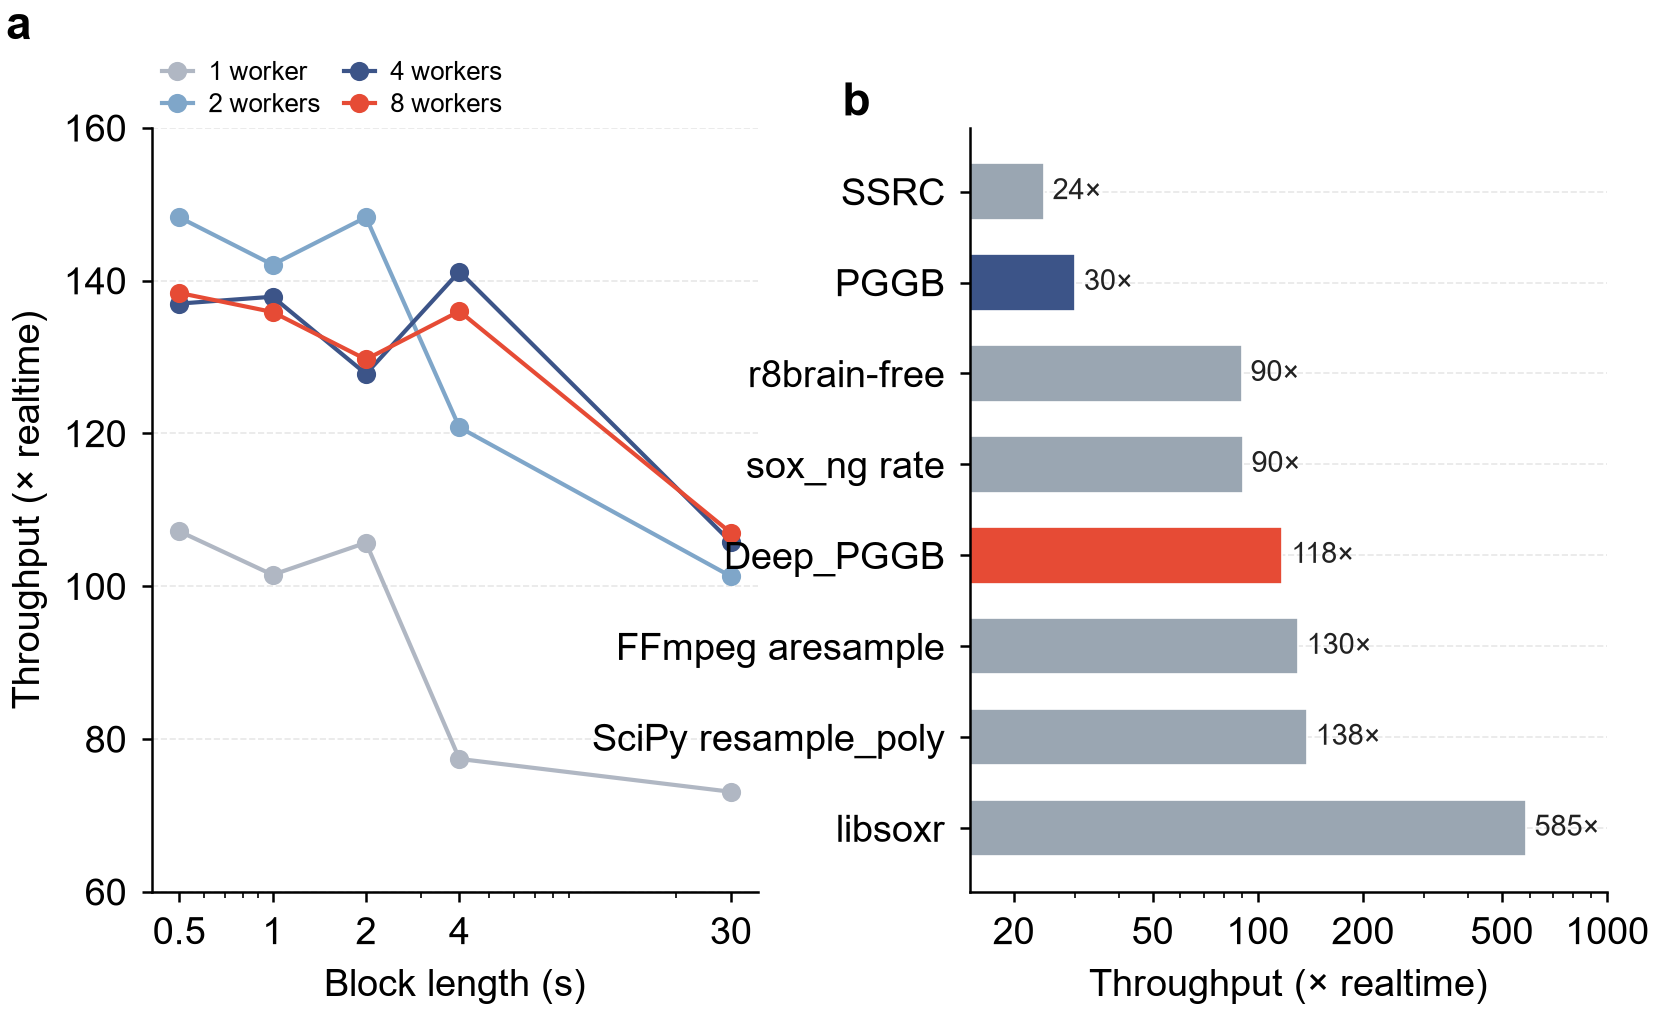 a
1 worker
2 workers
4 workers
8 workers
160
140
120
100
80
60
Throughput (× realtime)
0.5 1 2 4 30
Block length (s)
b
SSRC 24×
PGGB 30×
r8brain-free 90×
sox_ng rate 90×
Deep_PGGB 118×
FFmpeg aresample 130×
SciPy resample_poly 138×
libsoxr 585×
20 50 100 200 500 1000
Throughput (× realtime)